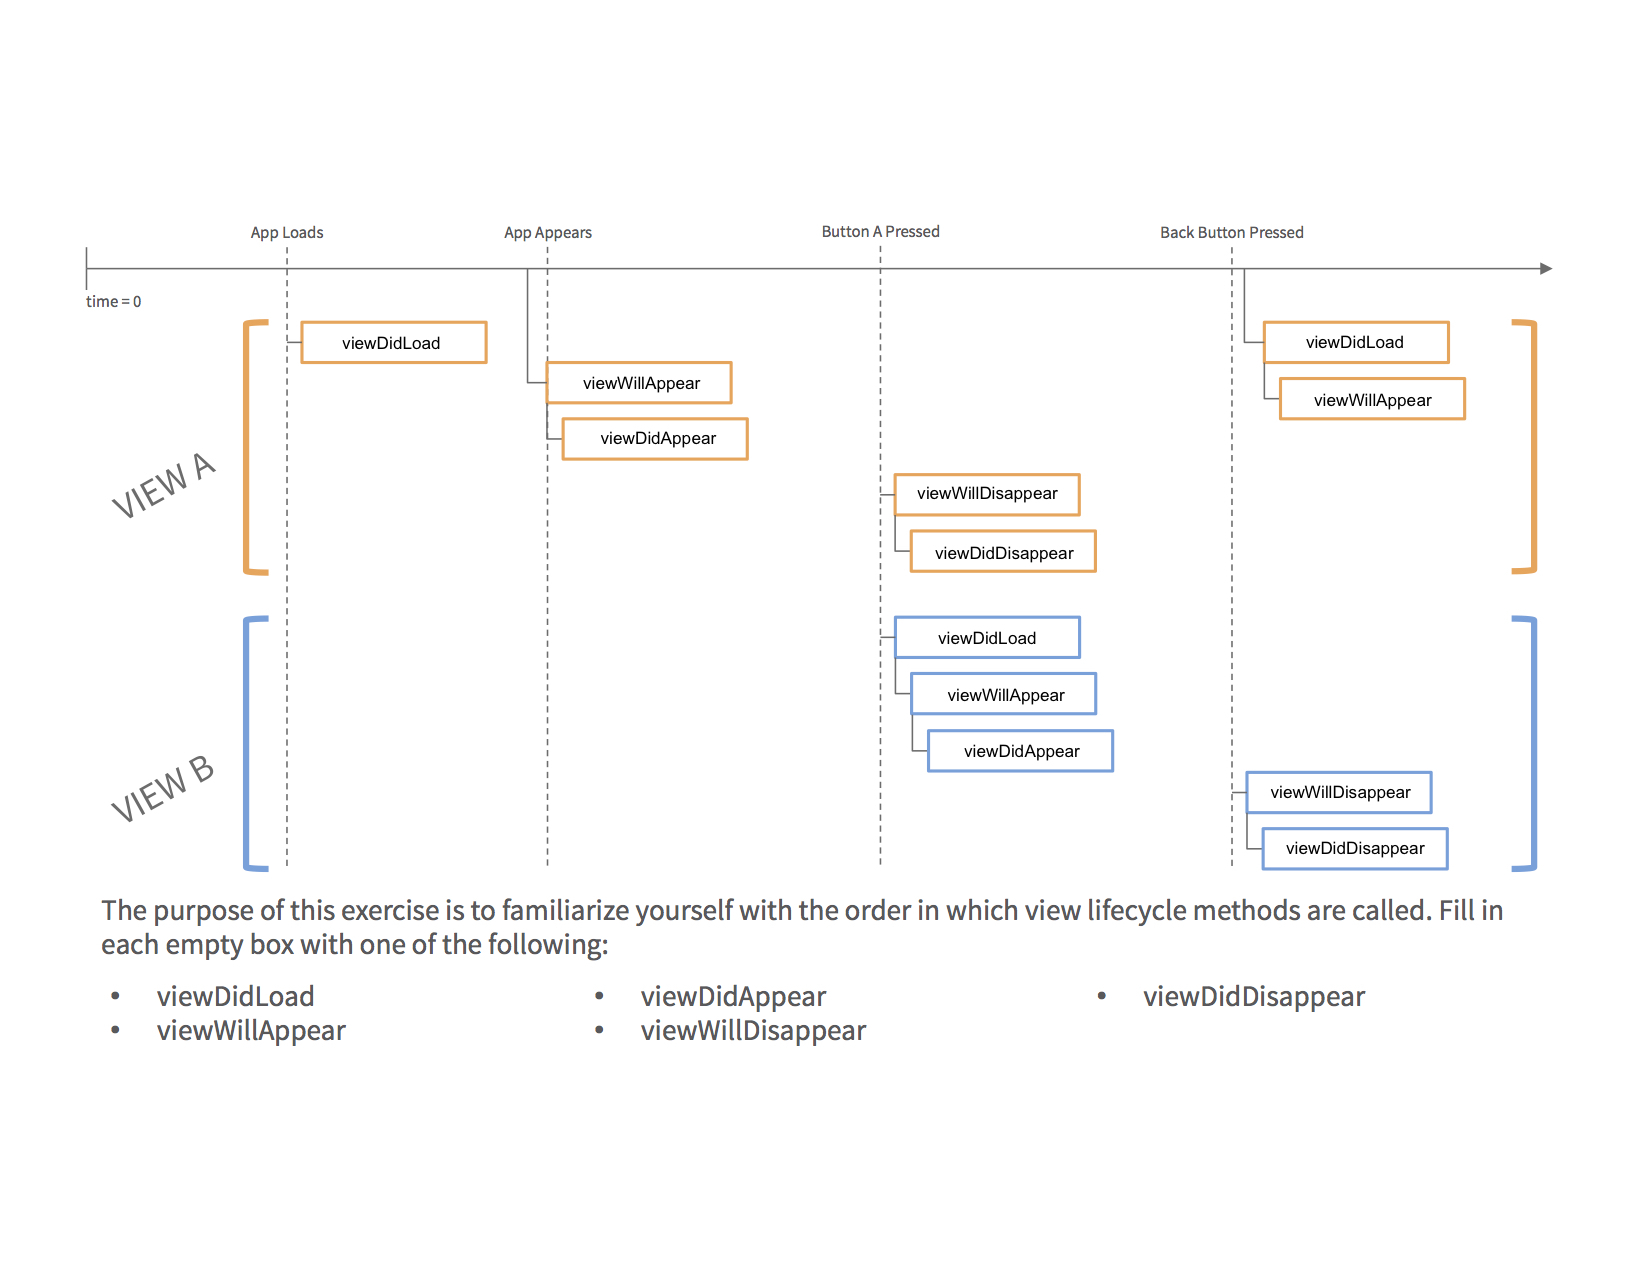 App Loads
App Appears
Button A Pressed
Back Button Pressed
time = 0
VIEW A
viewDidLoad
viewWillAppear
viewDidAppear
viewWillDisappear
viewDidDisappear
viewDidLoad
viewWillAppear
VIEW B
viewDidLoad
viewWillAppear
viewDidAppear
viewWillDisappear
viewDidDisappear
The purpose of this exercise is to familiarize yourself with the order in which view lifecycle methods are called. Fill in
each empty box with one of the following:
• viewDidLoad
• viewWillAppear
• viewDidAppear
• viewWillDisappear
• viewDidDisappear